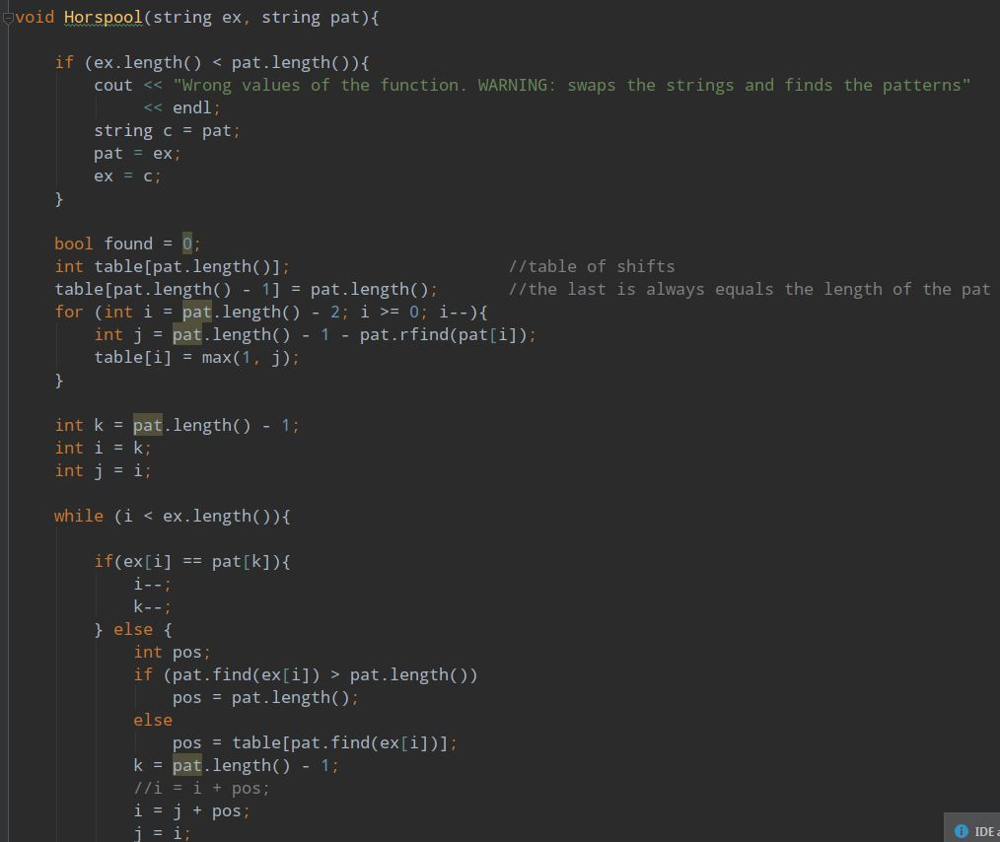 void Horspool(string ex, string pat){
if (ex.length() < pat.length()){
cout << "Wrong values of the function. WARNING: swaps the strings and finds the patterns"
<< endl;
string c = pat;
pat = ex;
ex = c;
}
bool found = 0;
int table[pat.length()]; //table of shifts
table[pat.length() - 1] = pat.length(); //the last is always equals the length of the pat
for (int i = pat.length() - 2; i >= 0; i--){
int j = pat.length() - 1 - pat.rfind(pat[i]);
table[i] = max(1, j);
}
int k = pat.length() - 1;
int i = k;
int j = i;
while (i < ex.length()){
if(ex[i] == pat[k]){
i--;
k--;
} else {
int pos;
if (pat.find(ex[i]) > pat.length())
pos = pat.length();
else
pos = table[pat.find(ex[i])];
k = pat.length() - 1;
//i = i + pos;
i = j + pos;
j = i;
IDE a